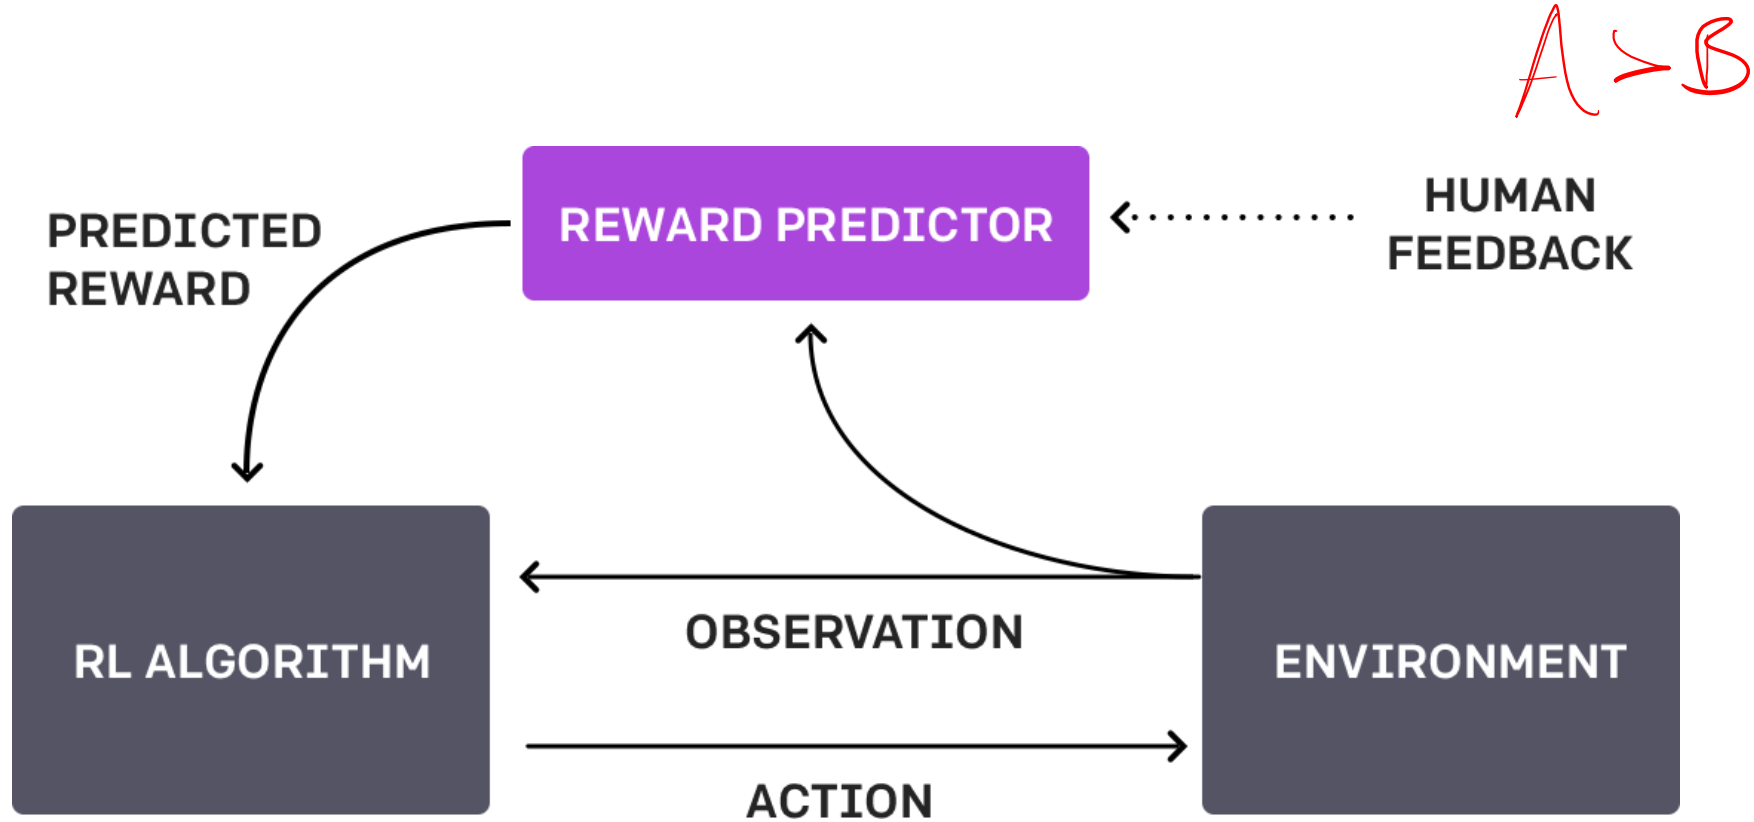 A > B
HUMAN
FEEDBACK
REWARD PREDICTOR
PREDICTED
REWARD
OBSERVATION
RL ALGORITHM
ENVIRONMENT
ACTION